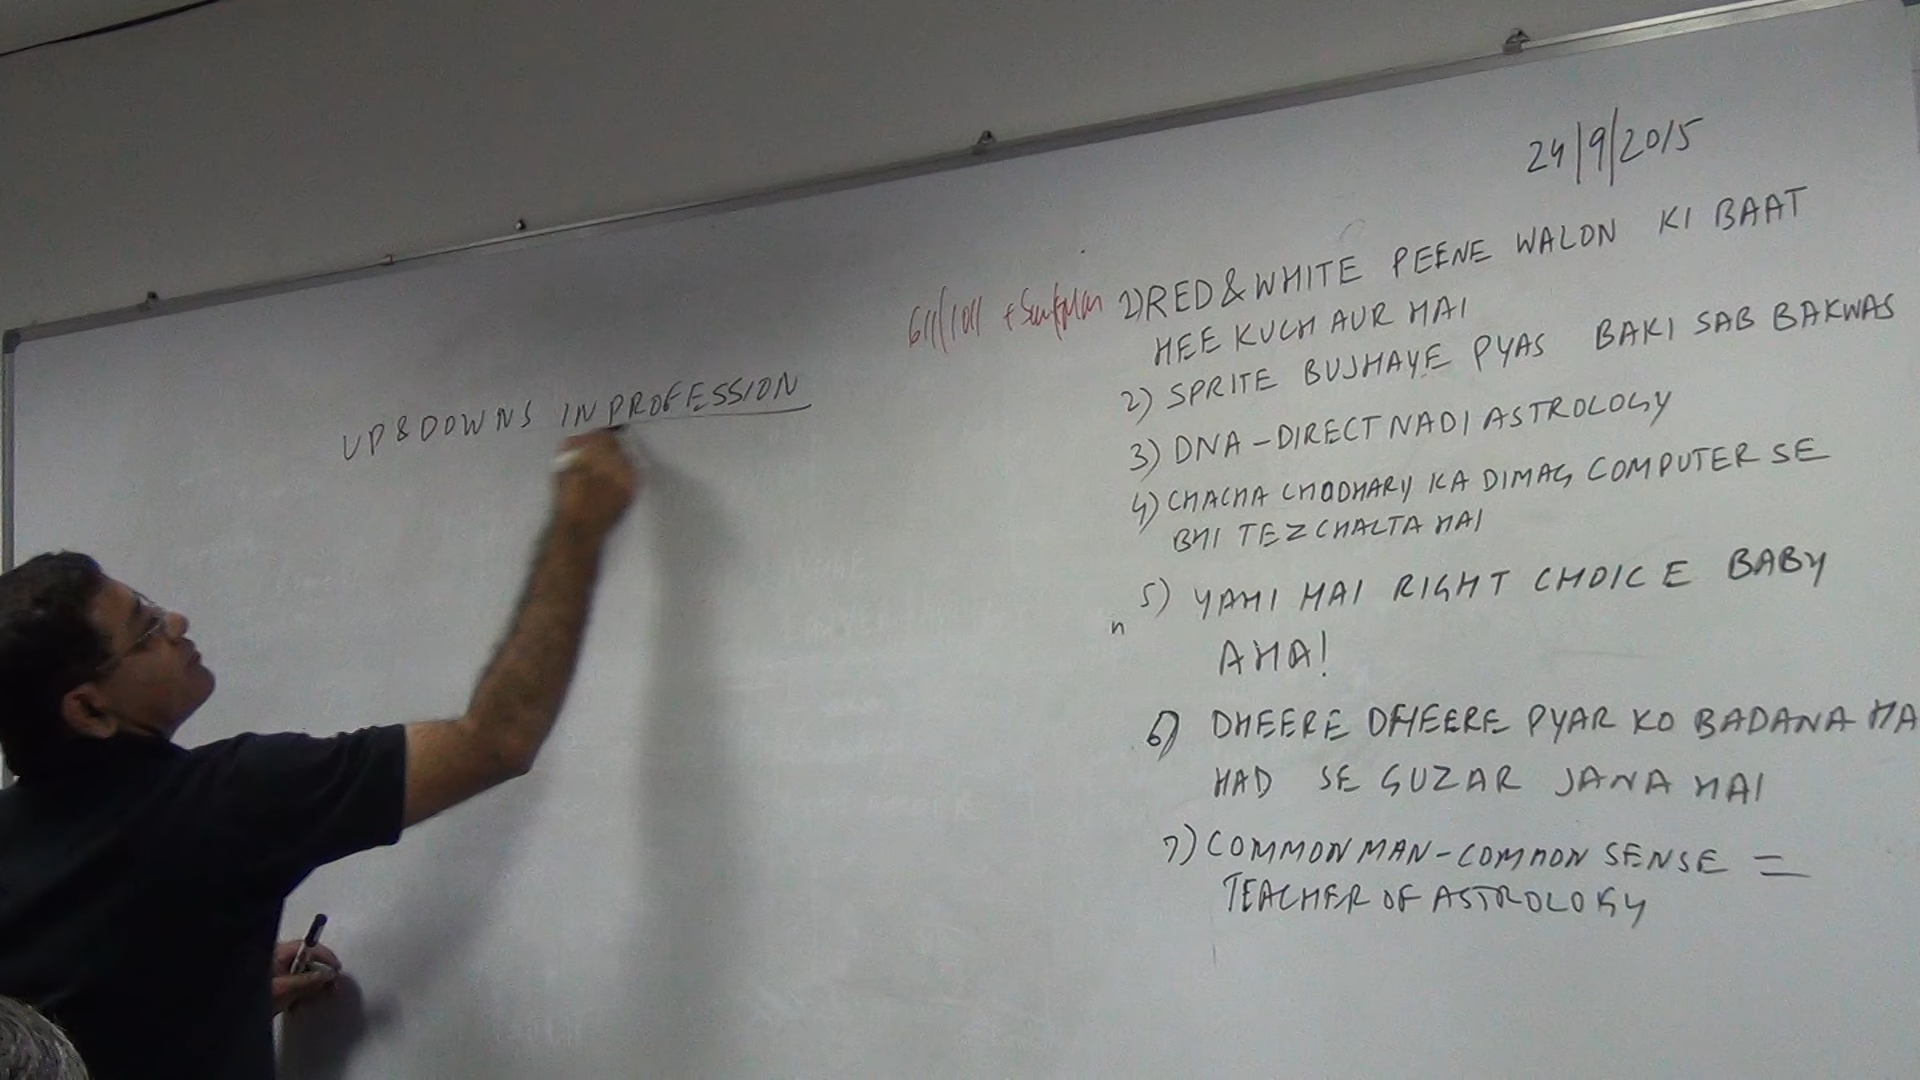 24/9/2015
UP & DOWNS IN PROFESSION
1) RED & WHITE PEENE WALON KI BAAT
HEE KUCH AUR HAI
2) SPRITE BUJHAYE PYAS BAKI SAB BAKWAS
3) DNA - DIRECT NADI ASTROLOGY
4) CHACHA CHODHARY KA DIMAG COMPUTER SE
BHI TEZ CHALTA HAI
5) YAHI HAI RIGHT CHOICE BABY
n
AHA!
6) DHEERE DHEERE PYAR KO BADANA HA
HAD SE GUZAR JANA HAI
7) COMMON MAN - COMMON SENSE =
TEACHER OF ASTROLOGY